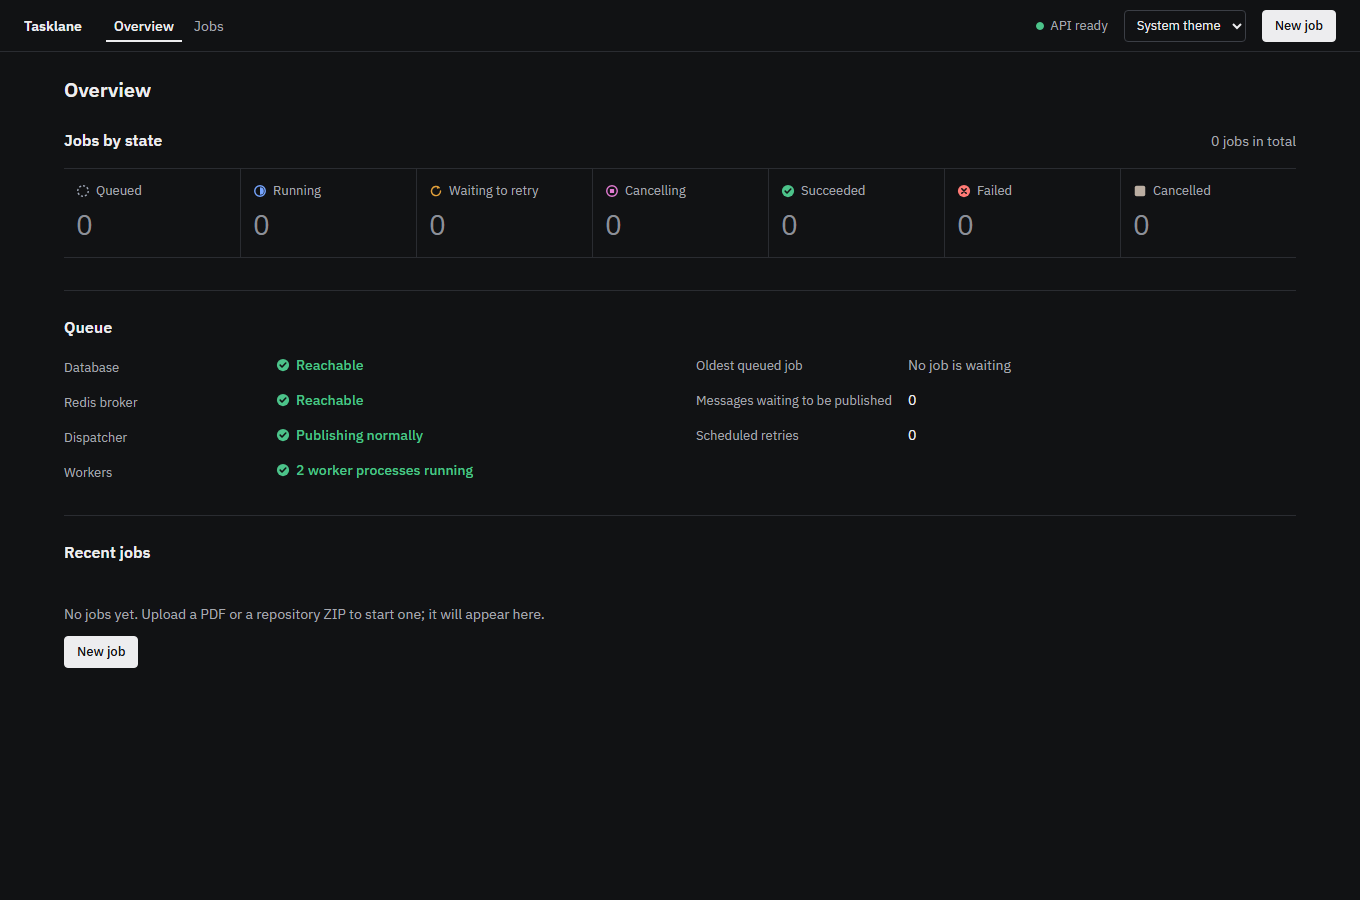 Tasklane Overview Jobs API ready System theme New job
Overview
Jobs by state 0 jobs in total
Queued Running Waiting to retry Cancelling Succeeded Failed Cancelled
0 0 0 0 0 0 0
Queue
Database Reachable Oldest queued job No job is waiting
Redis broker Reachable Messages waiting to be published 0
Dispatcher Publishing normally Scheduled retries 0
Workers 2 worker processes running
Recent jobs
No jobs yet. Upload a PDF or a repository ZIP to start one; it will appear here.
New job